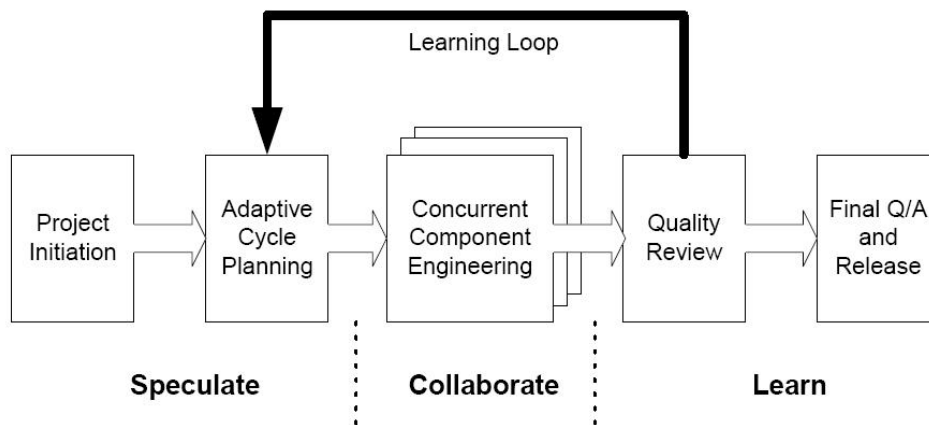 Learning Loop
Project
Initiation
Adaptive
Cycle
Planning
Concurrent
Component
Engineering
Quality
Review
Final Q/A
and
Release
Speculate
Collaborate
Learn